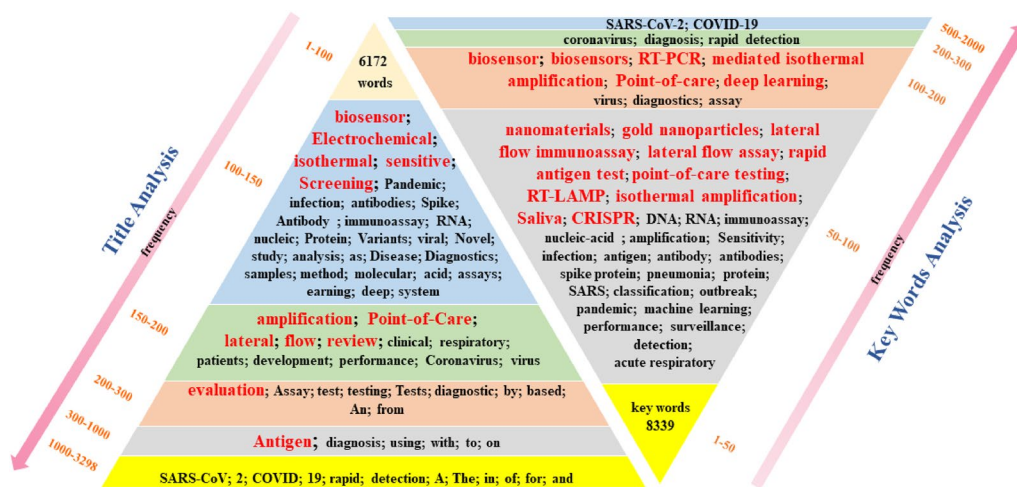 Title Analysis
frequency
1-100
100-150
150-200
200-300
300-1000
1000-3298
6172
words
biosensor;
Electrochemical;
isothermal; sensitive;
Screening; Pandemic;
infection; antibodies; Spike;
Antibody ; immunoassay; RNA;
nucleic; Protein; Variants; viral; Novel;
study; analysis; as; Disease; Diagnostics;
samples; method; molecular; acid; assays;
earning; deep; system
amplification; Point-of-Care;
lateral; flow; review; clinical; respiratory;
patients; development; performance; Coronavirus; virus
evaluation; Assay; test; testing; Tests; diagnostic; by; based;
An; from
Antigen; diagnosis; using; with; to; on
SARS-CoV; 2; COVID; 19; rapid; detection; A; The; in; of; for; and
SARS-CoV-2; COVID-19
coronavirus; diagnosis; rapid detection
biosensor; biosensors; RT-PCR; mediated isothermal
amplification; Point-of-care; deep learning;
virus; diagnostics; assay
nanomaterials; gold nanoparticles; lateral
flow immunoassay; lateral flow assay; rapid
antigen test; point-of-care testing;
RT-LAMP; isothermal amplification;
Saliva; CRISPR; DNA; RNA; immunoassay;
nucleic-acid ; amplification; Sensitivity;
infection; antigen; antibody; antibodies;
spike protein; pneumonia; protein;
SARS; classification; outbreak;
pandemic; machine learning;
performance; surveillance;
detection;
acute respiratory
key words
8339
500-2000
200-300
100-200
50-100
1-50
frequency
Key Words Analysis